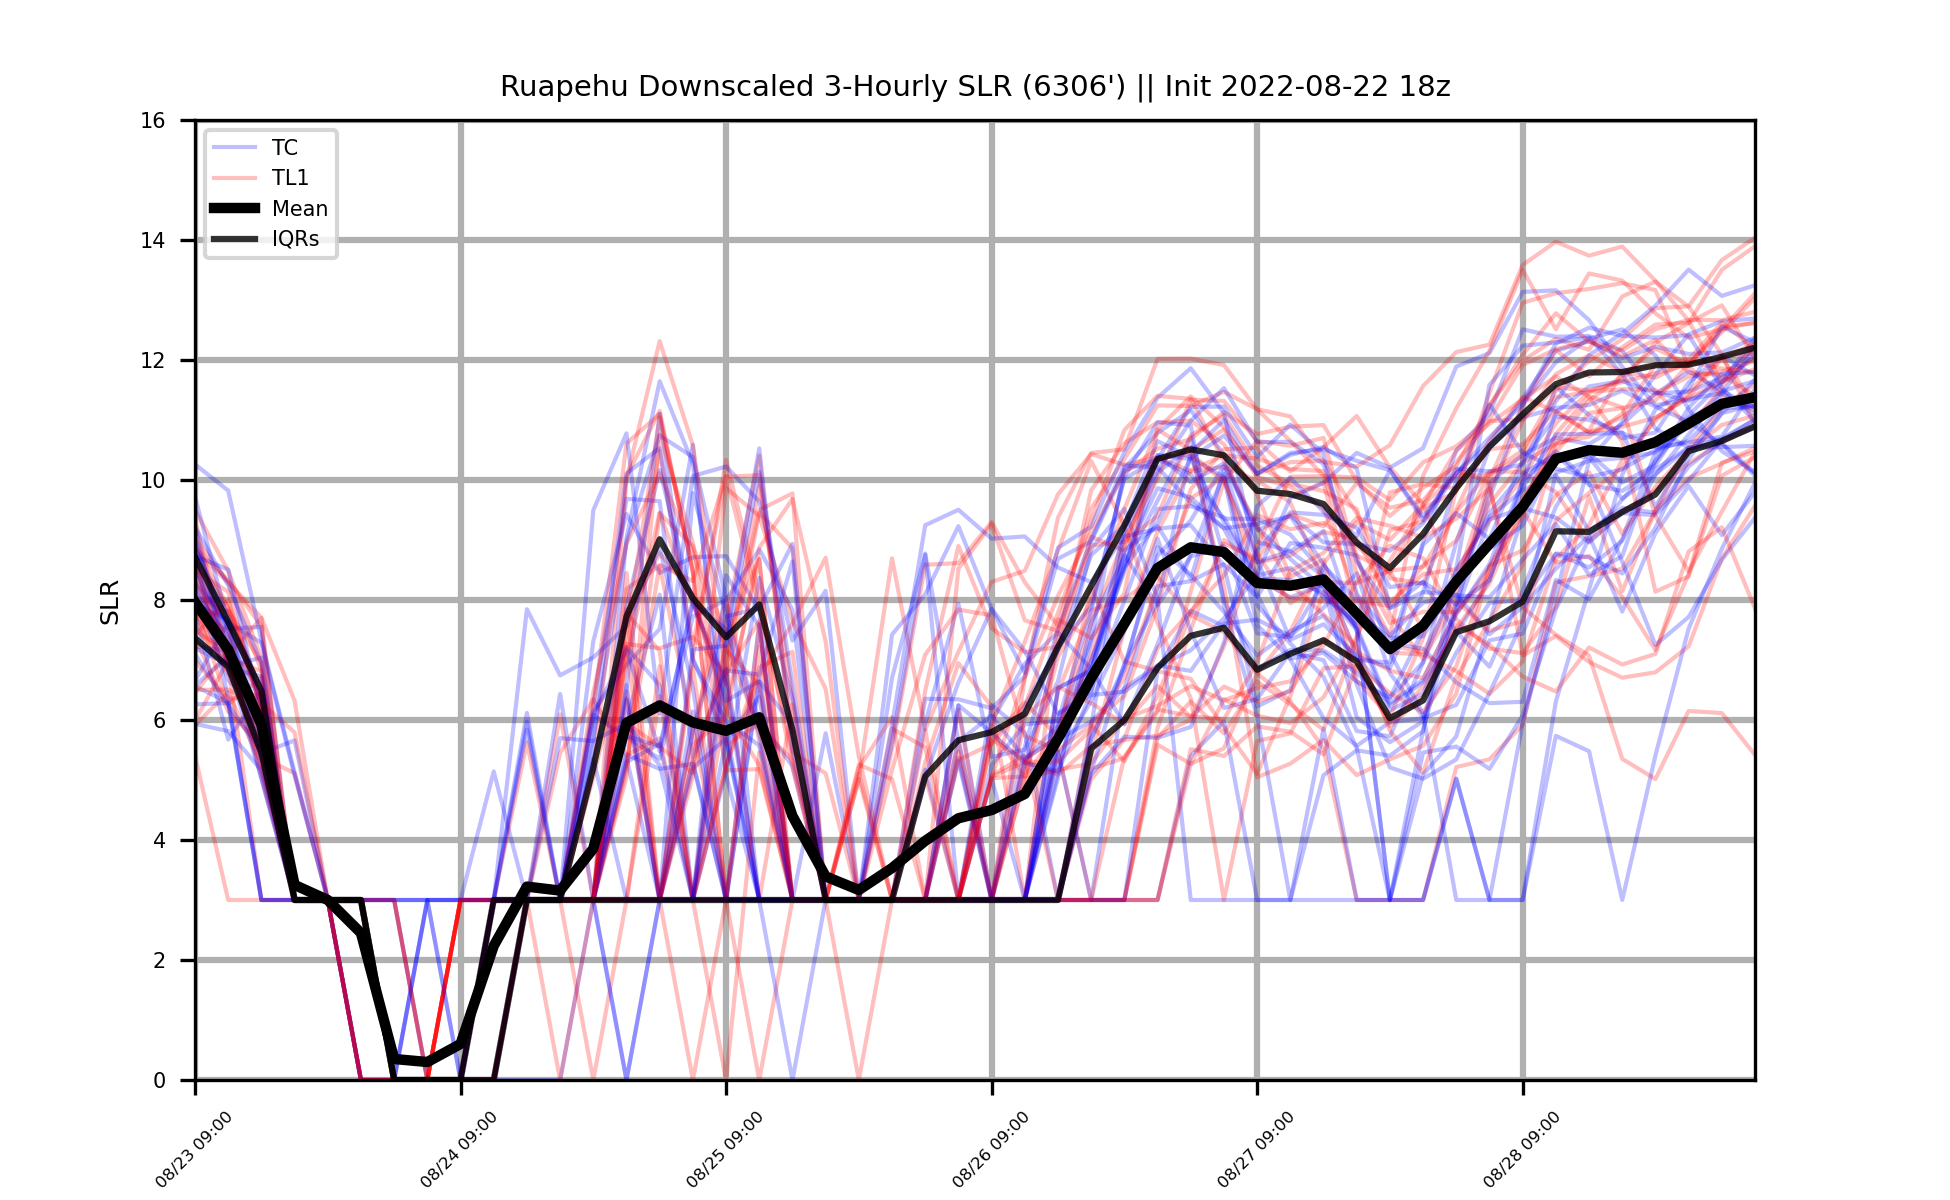 Ruapehu Downscaled 3-Hourly SLR (6306') || Init 2022-08-22 18z
16
14
12
10
8
6
4
2
0
SLR
TC
TL1
Mean
IQRs
08/23 09:00
08/24 09:00
08/25 09:00
08/26 09:00
08/27 09:00
08/28 09:00